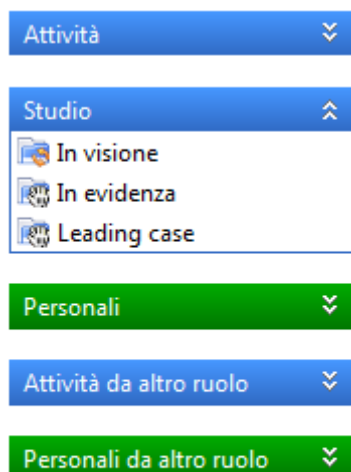 Attività
Studio
In visione
In evidenza
Leading case
Personali
Attività da altro ruolo
Personali da altro ruolo